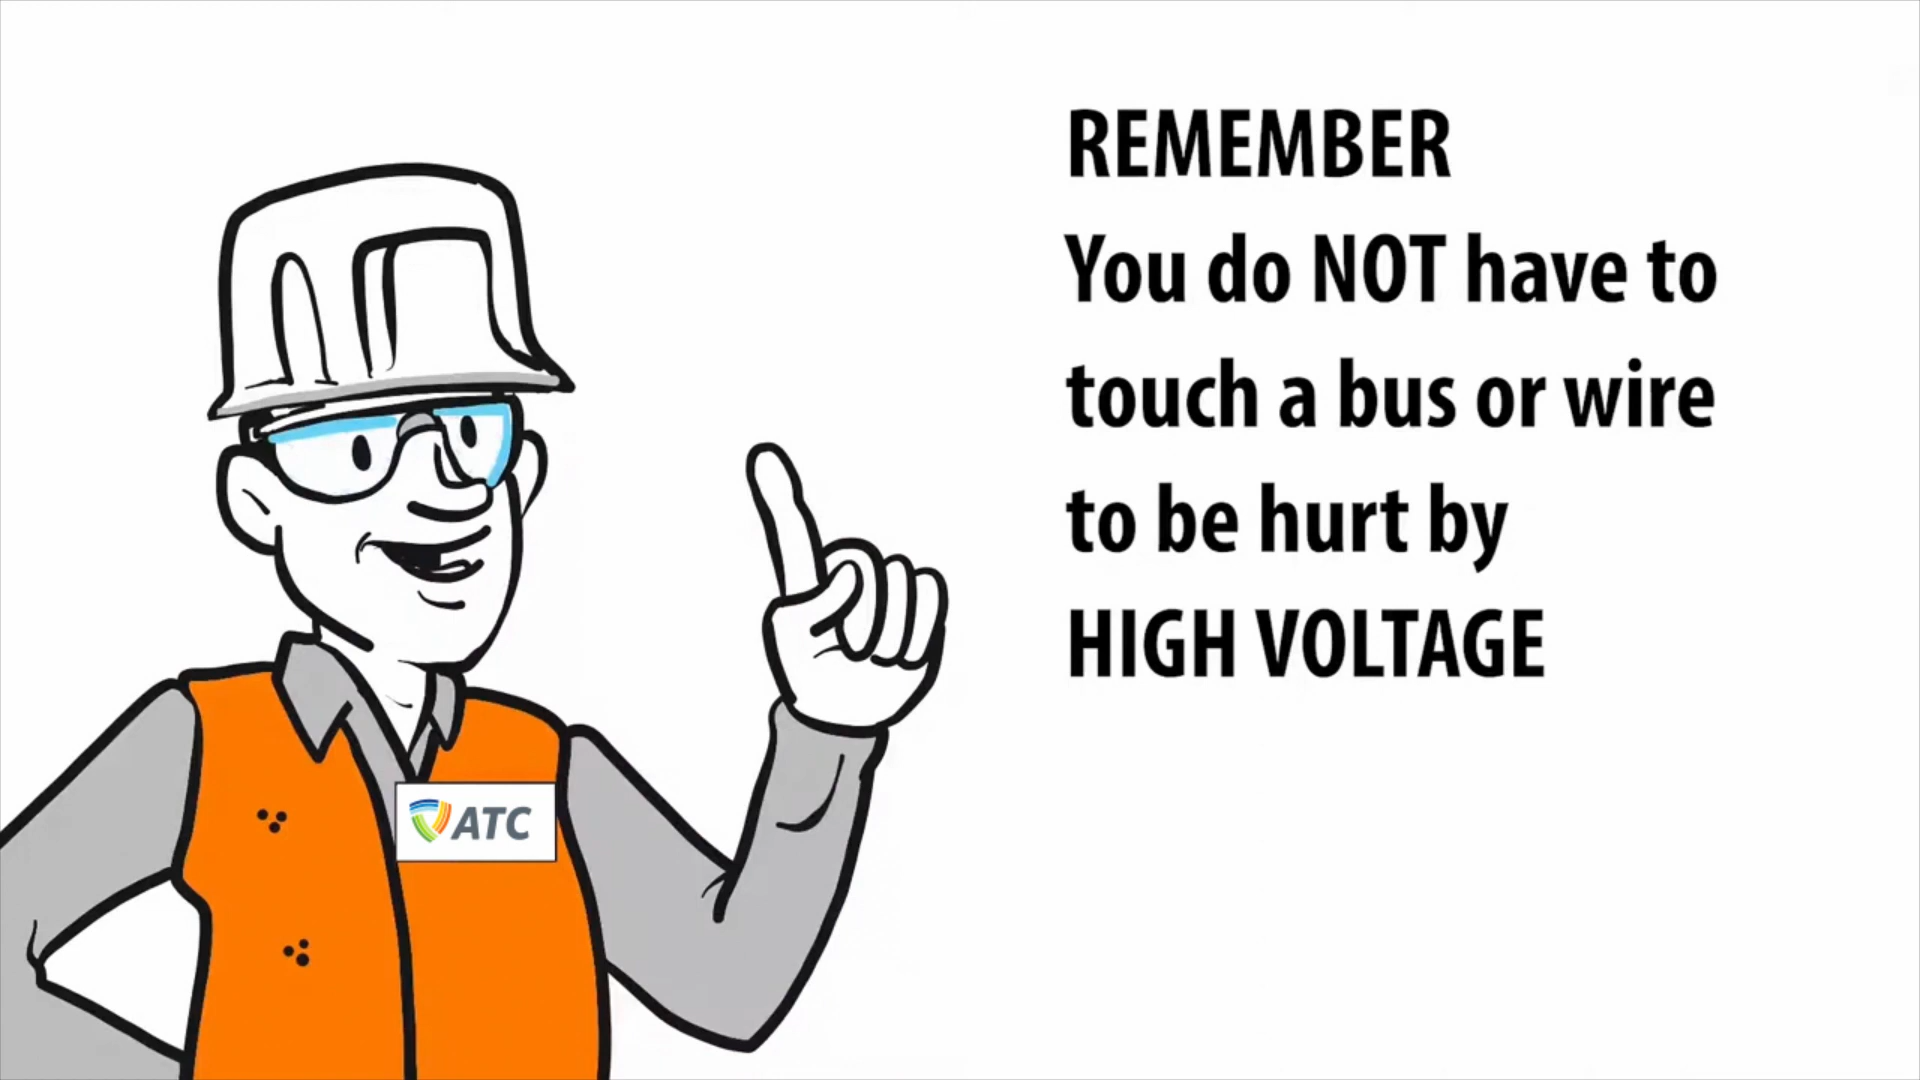 REMEMBER
You do NOT have to
touch a bus or wire
to be hurt by
HIGH VOLTAGE
ATC